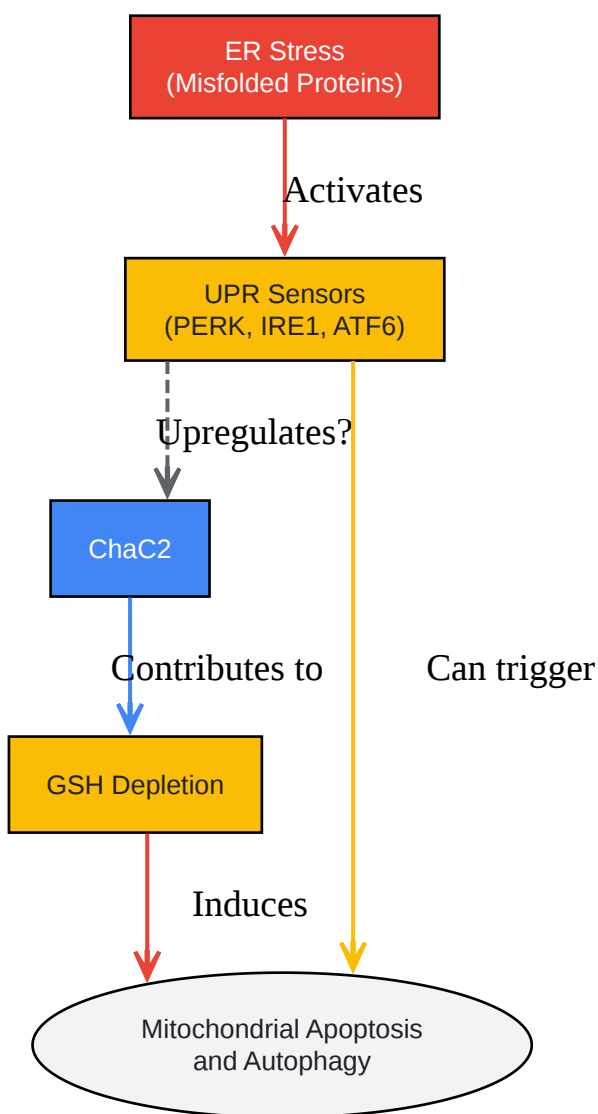 ER Stress
(Misfolded Proteins)
Activates
UPR Sensors
(PERK, IRE1, ATF6)
Upregulates?
ChaC2
Contributes to
Can trigger
GSH Depletion
Induces
Mitochondrial Apoptosis
and Autophagy